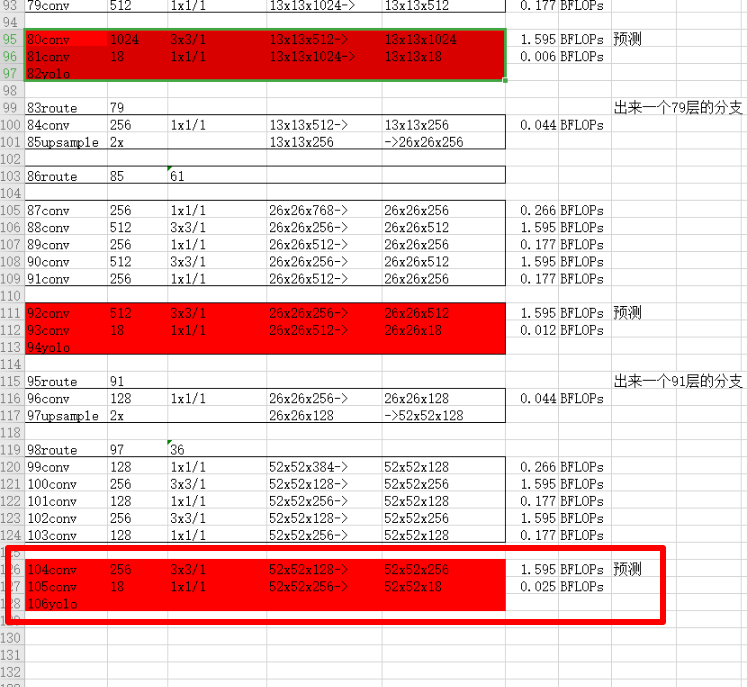 93 79conv 512 1x1/1 13x13x1024-> 13x13x512 0.177 BFLOPs
94
95 80conv 1024 3x3/1 13x13x512-> 13x13x1024 1.595 BFLOPs 预测
96 81conv 18 1x1/1 13x13x1024-> 13x13x18 0.006 BFLOPs
97 82yolo
98
99 83route 79 出来一个79层的分支
100 84conv 256 1x1/1 13x13x512-> 13x13x256 0.044 BFLOPs
101 85upsample 2x 13x13x256 ->26x26x256
102
103 86route 85 61
104
105 87conv 256 1x1/1 26x26x768-> 26x26x256 0.266 BFLOPs
106 88conv 512 3x3/1 26x26x256-> 26x26x512 1.595 BFLOPs
107 89conv 256 1x1/1 26x26x512-> 26x26x256 0.177 BFLOPs
108 90conv 512 3x3/1 26x26x256-> 26x26x512 1.595 BFLOPs
109 91conv 256 1x1/1 26x26x512-> 26x26x256 0.177 BFLOPs
110
111 92conv 512 3x3/1 26x26x256-> 26x26x512 1.595 BFLOPs 预测
112 93conv 18 1x1/1 26x26x512-> 26x26x18 0.012 BFLOPs
113 94yolo
114
115 95route 91 出来一个91层的分支
116 96conv 128 1x1/1 26x26x256-> 26x26x128 0.044 BFLOPs
117 97upsample 2x 26x26x128 ->52x52x128
118
119 98route 97 36
120 99conv 128 1x1/1 52x52x384-> 52x52x128 0.266 BFLOPs
121 100conv 256 3x3/1 52x52x128-> 52x52x256 1.595 BFLOPs
122 101conv 128 1x1/1 52x52x256-> 52x52x128 0.177 BFLOPs
123 102conv 256 3x3/1 52x52x128-> 52x52x256 1.595 BFLOPs
124 103conv 128 1x1/1 52x52x256-> 52x52x128 0.177 BFLOPs
104conv 256 3x3/1 52x52x128-> 52x52x256 1.595 BFLOPs 预测
105conv 18 1x1/1 52x52x256-> 52x52x18 0.025 BFLOPs
106yolo
130
131
132